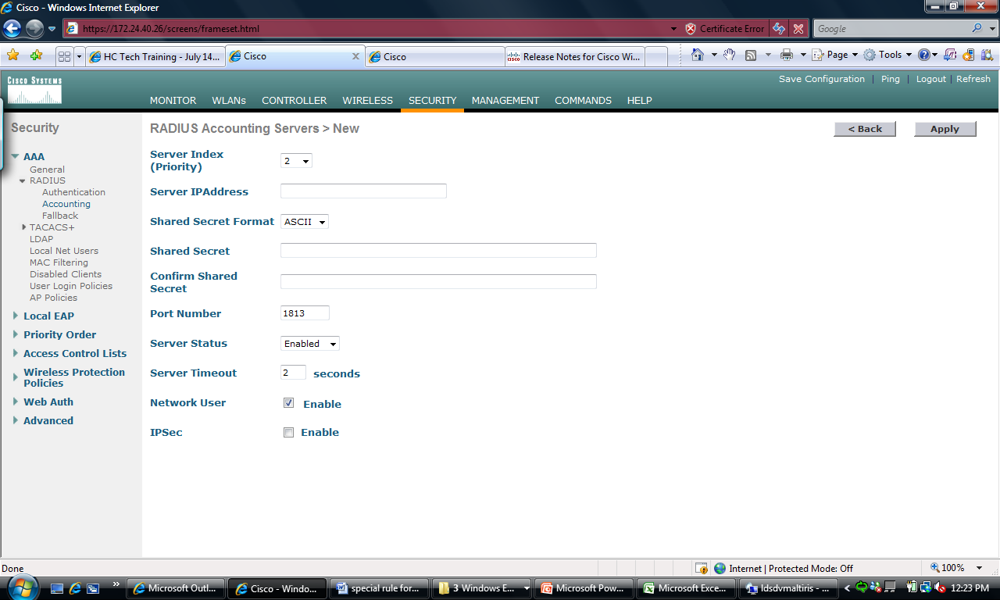 Cisco - Windows Internet Explorer
https://172.24.40.26/screens/frameset.html Certificate Error Google
HC Tech Training - July 14... Cisco Cisco Release Notes for Cisco Wi... Page Tools
Save Configuration | Ping | Logout | Refresh
CISCO SYSTEMS
MONITOR WLANs CONTROLLER WIRELESS SECURITY MANAGEMENT COMMANDS HELP
Security
AAA
General
RADIUS
Authentication
Accounting
Fallback
TACACS+
LDAP
Local Net Users
MAC Filtering
Disabled Clients
User Login Policies
AP Policies
Local EAP
Priority Order
Access Control Lists
Wireless Protection
Policies
Web Auth
Advanced
RADIUS Accounting Servers > New < Back Apply
Server Index
(Priority) 2
Server IPAddress
Shared Secret Format ASCII
Shared Secret
Confirm Shared
Secret
Port Number 1813
Server Status Enabled
Server Timeout 2 seconds
Network User Enable
IPSec Enable
Done Internet | Protected Mode: Off 100%
» Microsoft Outl... Cisco - Windo... special rule for... 3 Windows E... Microsoft Pow... Microsoft Exce... ldsdvmaltiris - ... < 12:23 PM